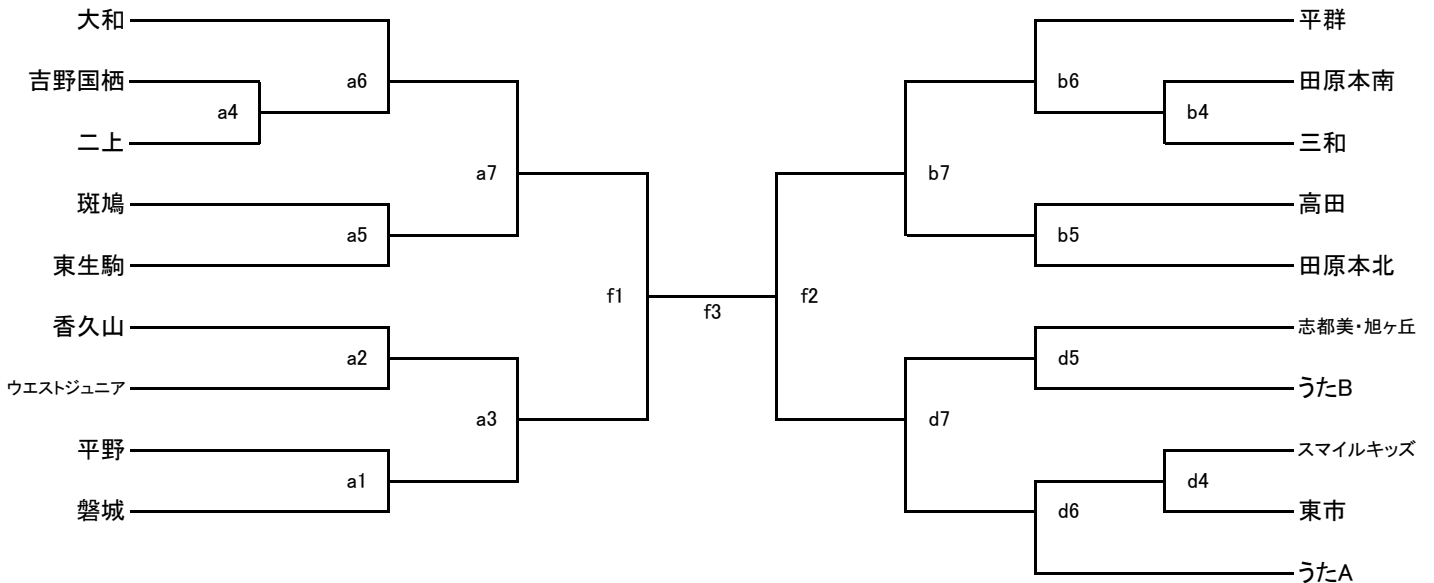 大和
平群
吉野国栖
a6
b6
田原本南
a4
b4
二上
三和
a7
b7
斑鳩
高田
a5
b5
東生駒
田原本北
f1
f3
f2
香久山
志都美・旭ヶ丘
a2
d5
ウエストジュニア
うたB
a3
d7
平野
スマイルキッズ
a1
d4
磐城
d6
東市
うたA